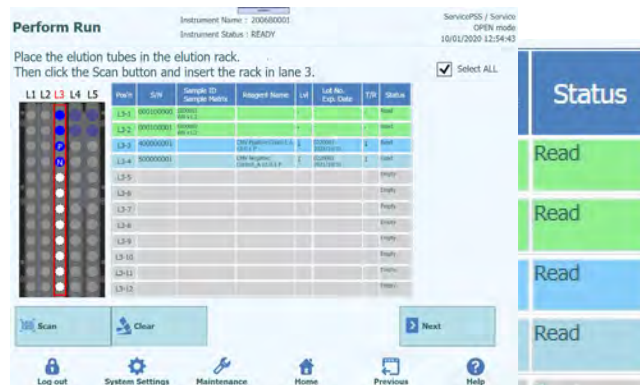 Perform Run
Instrument Name : 200680001
Instrument Status : READY
ServicePSS / Service
OPEN mode
10/01/2020 12:54:43
Place the elution tubes in the elution rack.
Then click the Scan button and insert the rack in lane 3.
Select ALL
L1 L2 L3 L4 L5
Pos'n S/N Sample ID Sample Matrix Reagent Name Lvl Lot No. Exp. Date T/R Status
L3-1 000100000 Read
L3-2 000100001 Read
L3-3 400000001 Read
L3-4 500000001 Read
L3-5 Empty
L3-6 Empty
L3-7 Empty
L3-8 Empty
L3-9 Empty
L3-10 Empty
L3-11 Empty
L3-12 Empty
P
N
Scan
Clear
Next
Log out
System Settings
Maintenance
Home
Previous
Help
Status
Read
Read
Read
Read